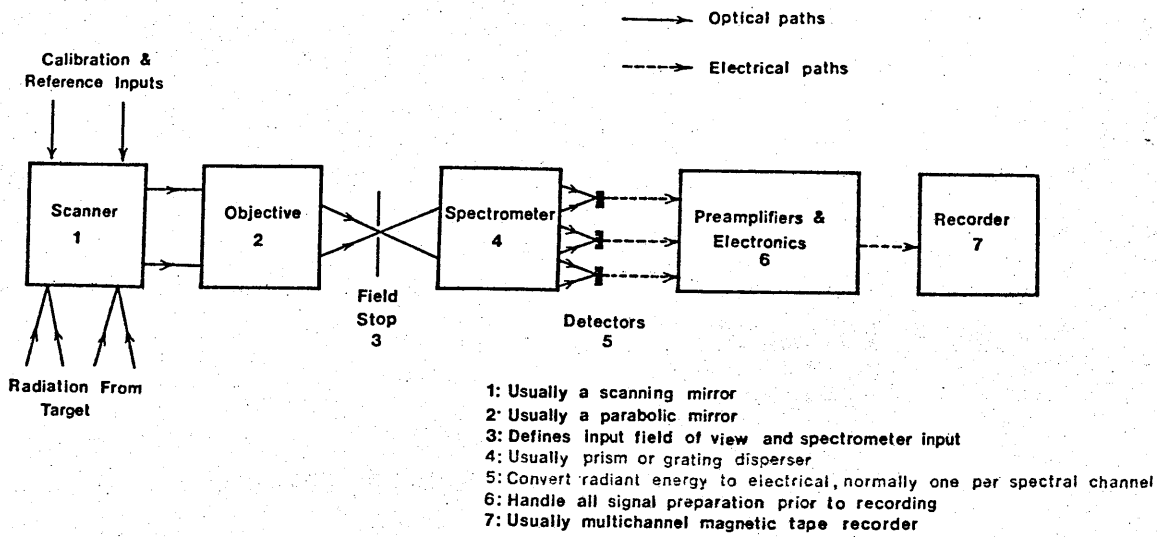 Optical paths
Electrical paths
Calibration &
Reference Inputs
Scanner
1
Objective
2
Field
Stop
3
Spectrometer
4
Detectors
5
Preamplifiers &
Electronics
6
Recorder
7
Radiation From
Target
1: Usually a scanning mirror
2: Usually a parabolic mirror
3: Defines input field of view and spectrometer input
4: Usually prism or grating disperser
5: Convert radiant energy to electrical, normally one per spectral channel
6: Handle all signal preparation prior to recording
7: Usually multichannel magnetic tape recorder